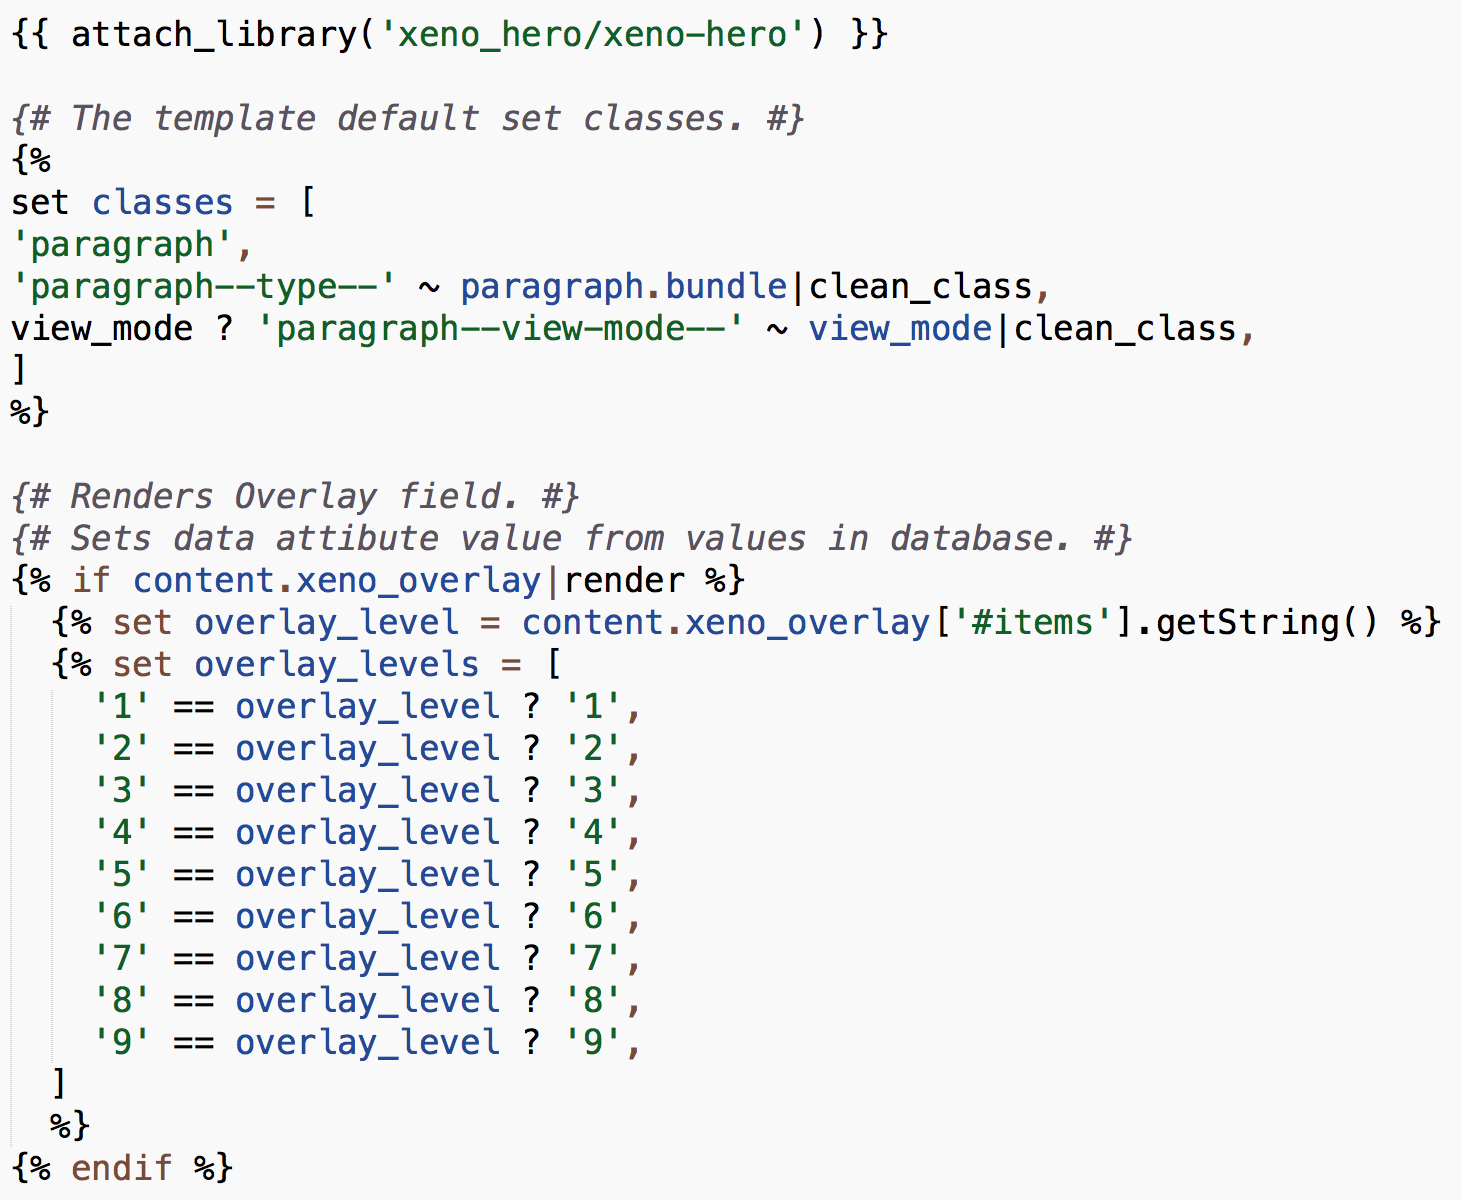 {{ attach_library('xeno_hero/xeno-hero') }}
{# The template default set classes. #}
{%
set classes = [
'paragraph',
'paragraph--type--' ~ paragraph.bundle|clean_class,
view_mode ? 'paragraph--view-mode--' ~ view_mode|clean_class,
]
%}
{# Renders Overlay field. #}
{# Sets data attibute value from values in database. #}
{% if content.xeno_overlay|render %}
  {% set overlay_level = content.xeno_overlay['#items'].getString() %}
  {% set overlay_levels = [
    '1' == overlay_level ? '1',
    '2' == overlay_level ? '2',
    '3' == overlay_level ? '3',
    '4' == overlay_level ? '4',
    '5' == overlay_level ? '5',
    '6' == overlay_level ? '6',
    '7' == overlay_level ? '7',
    '8' == overlay_level ? '8',
    '9' == overlay_level ? '9',
  ]
  %}
{% endif %}